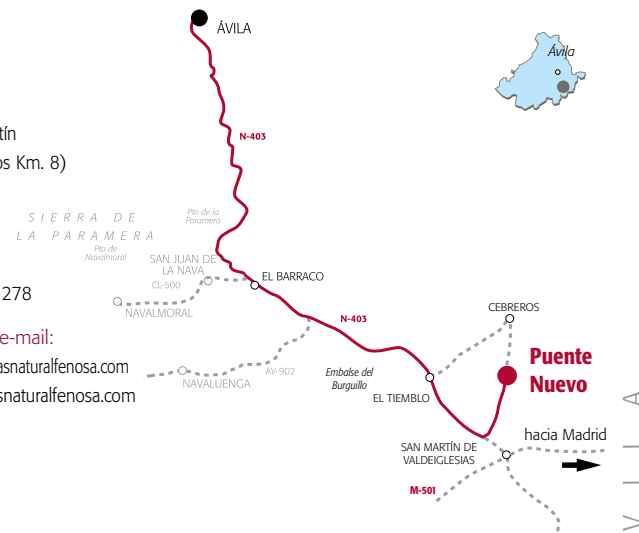 ÁVILA
Ávila
tín
N-403
os Km. 8)
SIERRA DE
LA PARAMERA
Pto de la
Paramera
Pto de
Navalmoral
SAN JUAN DE
LA NAVA
CL-500
EL BARRACO
278
NAVALMORAL
N-403
CEBREROS
e-mail:
asnaturalfenosa.com
snaturalfenosa.com
NAVALUENGA
AV-902
Embalse del
Burguillo
EL TIEMBLO
Puente
Nuevo
SAN MARTÍN DE
VALDEIGLESIAS
hacia Madrid
M-501
V I L A